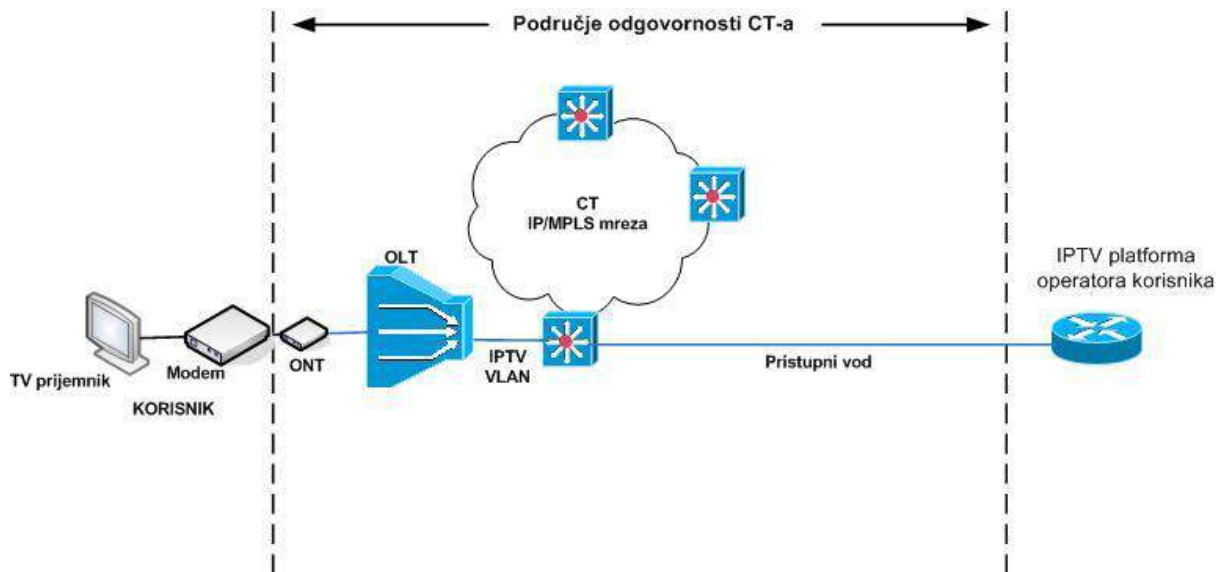 Područje odgovornosti CT-a
CT
IP/MPLS mreza
OLT
IPTV platforma
operatora korisnika
IPTV
VLAN
Pristupni vod
ONT
Modem
TV prijemnik
KORISNIK